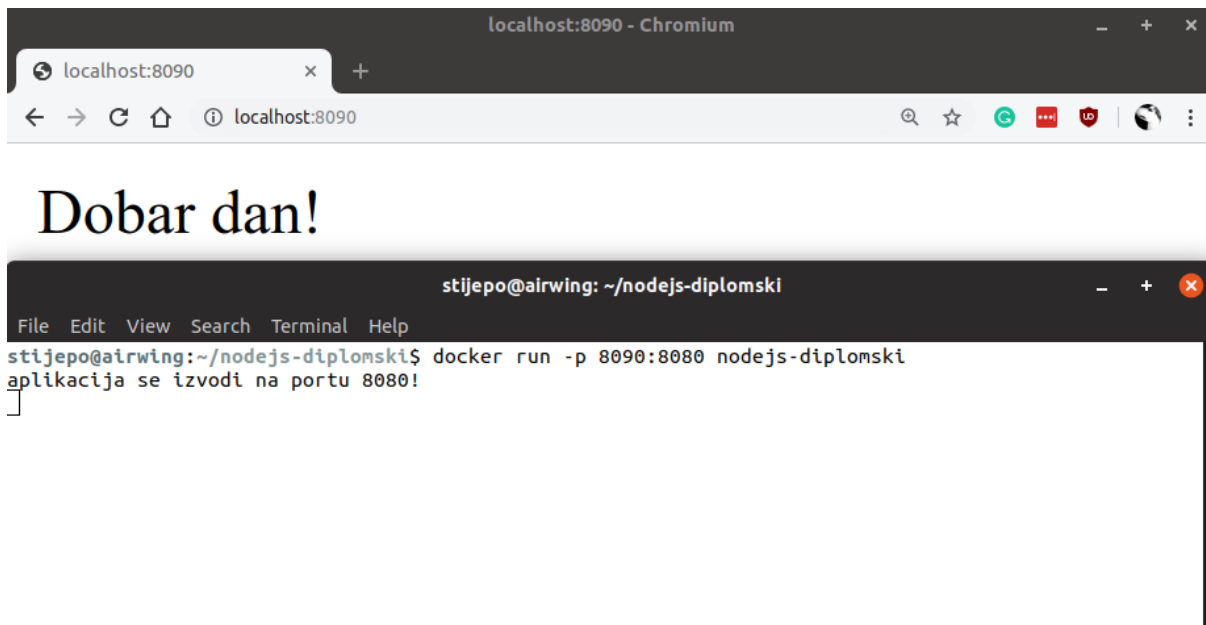 localhost:8090 - Chromium
localhost:8090
localhost:8090
Dobar dan!
stijepo@airwing: ~/nodejs-diplomski
File Edit View Search Terminal Help
stijepo@airwing:~/nodejs-diplomski$ docker run -p 8090:8080 nodejs-diplomski
aplikacija se izvodi na portu 8080!